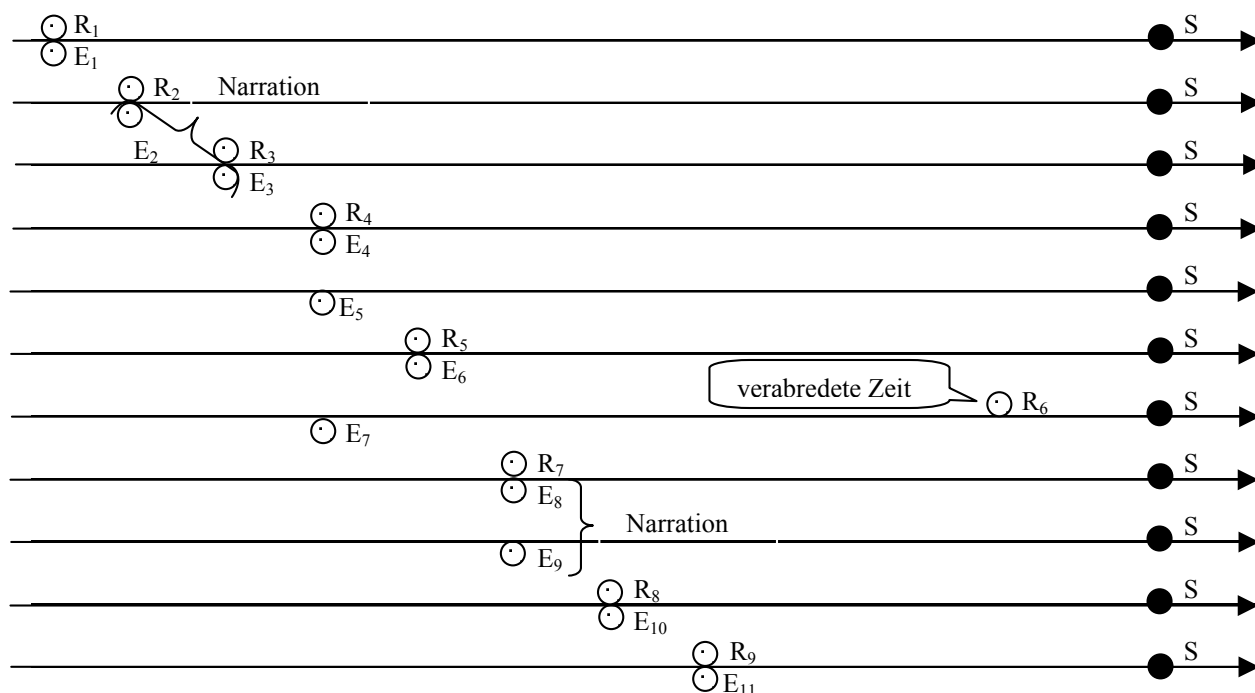 R₁ S
E₁
R₂ Narration S
E₂ R₃ S
E₃
R₄ S
E₄
S
E₅
R₅ S
E₆
verabredete Zeit R₆ S
E₇
R₇ S
E₈
Narration S
E₉
R₈ S
E₁₀
R₉ S
E₁₁